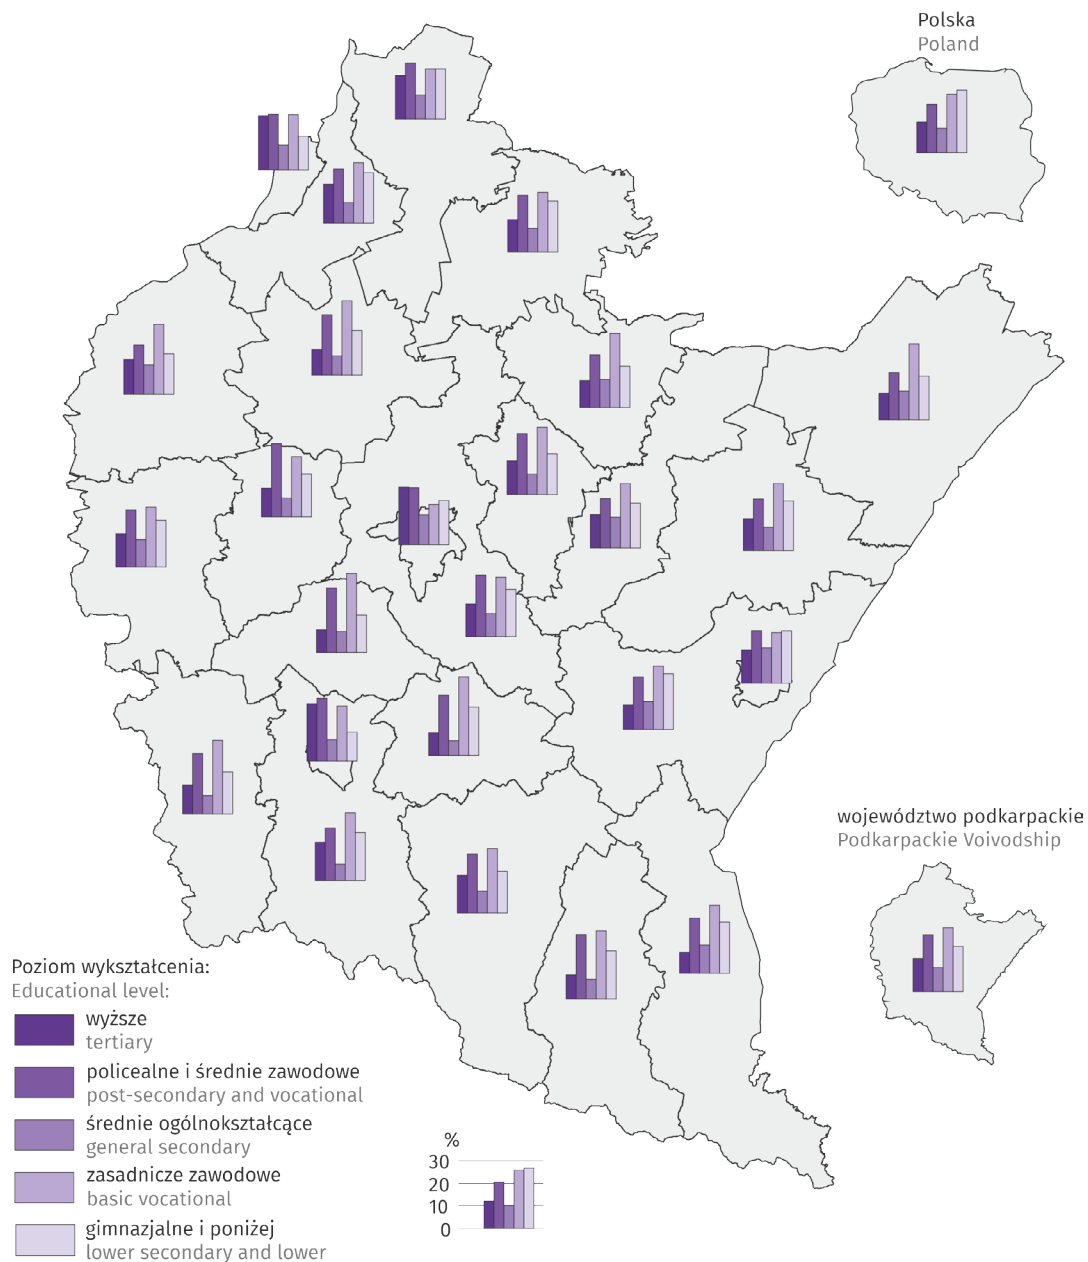 Polska
Poland
województwo podkarpackie
Podkarpackie Voivodship
Poziom wykształcenia:
Educational level:
wyższe
tertiary
policealne i średnie zawodowe
post-secondary and vocational
średnie ogólnokształcące
general secondary
zasadnicze zawodowe
basic vocational
gimnazjalne i poniżej
lower secondary and lower
%
30
20
10
0